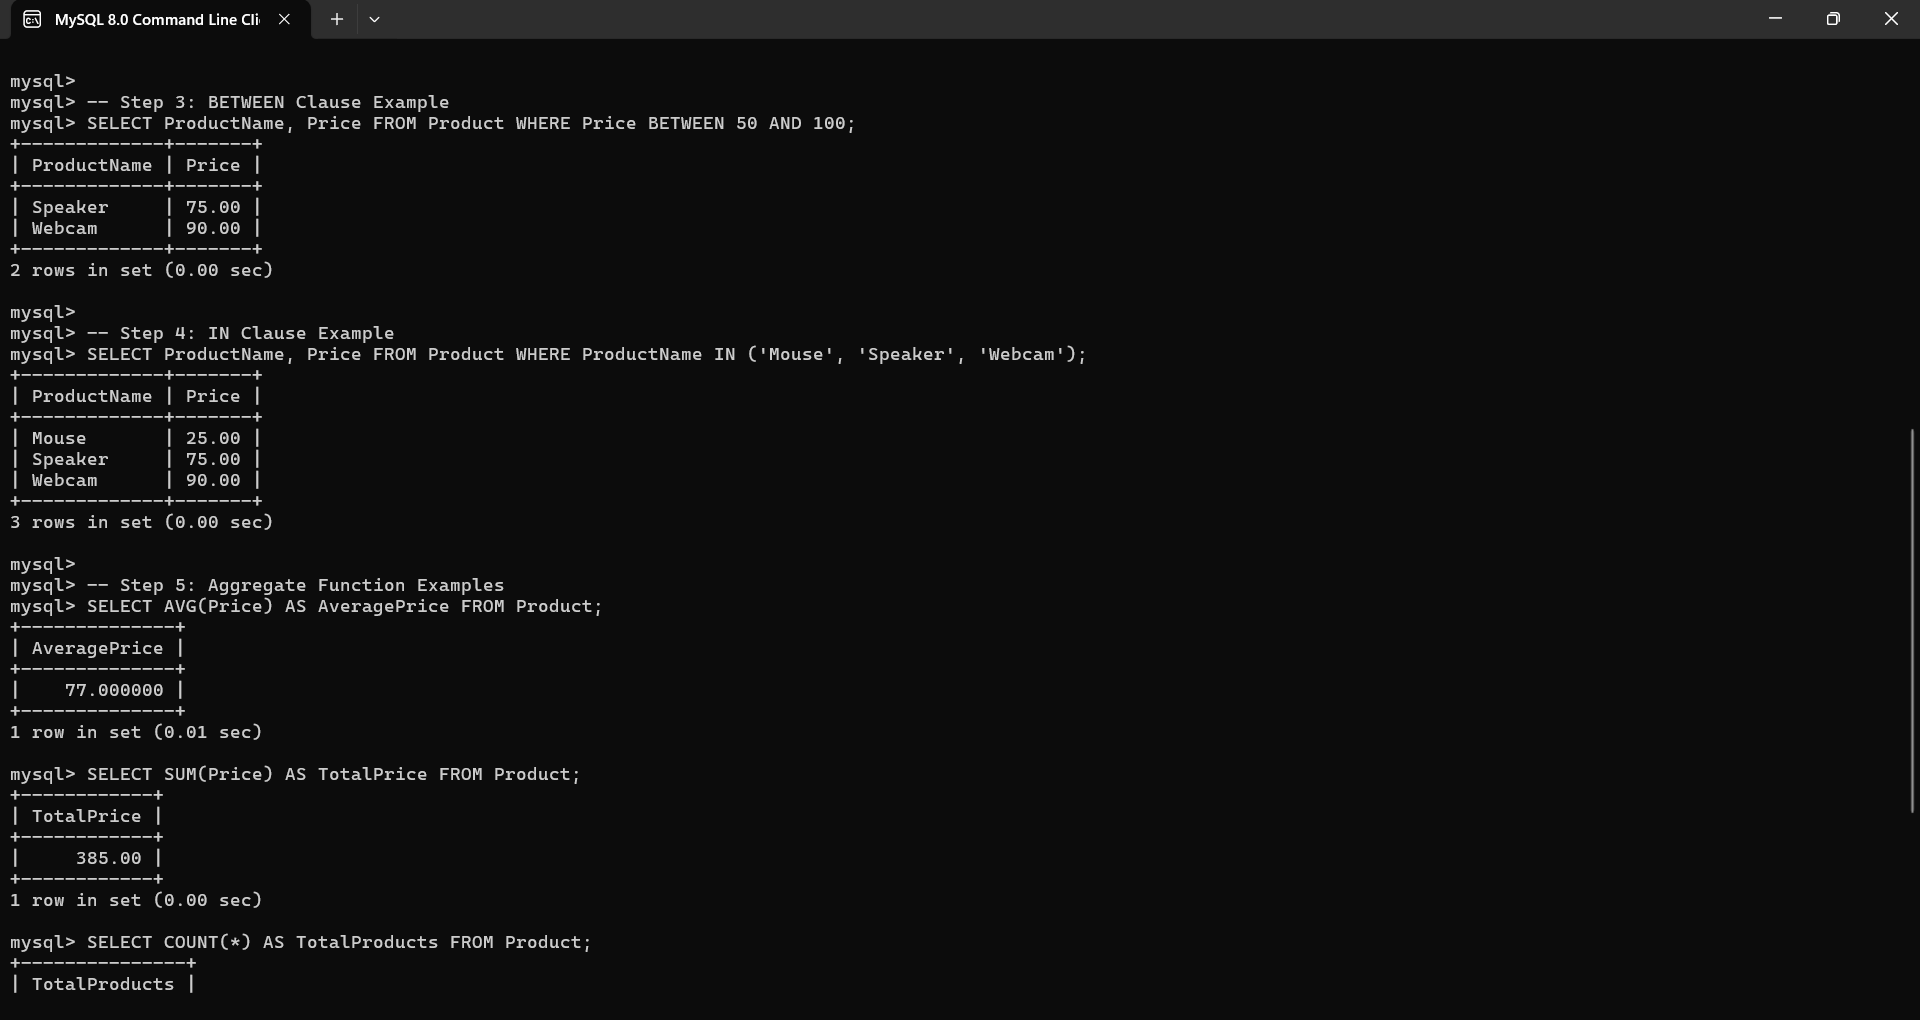 MySQL 8.0 Command Line Cli
mysql>
mysql> -- Step 3: BETWEEN Clause Example
mysql> SELECT ProductName, Price FROM Product WHERE Price BETWEEN 50 AND 100;
+-------------+-------+
| ProductName | Price |
+-------------+-------+
| Speaker     | 75.00 |
| Webcam      | 90.00 |
+-------------+-------+
2 rows in set (0.00 sec)
mysql>
mysql> -- Step 4: IN Clause Example
mysql> SELECT ProductName, Price FROM Product WHERE ProductName IN ('Mouse', 'Speaker', 'Webcam');
+-------------+-------+
| ProductName | Price |
+-------------+-------+
| Mouse       | 25.00 |
| Speaker     | 75.00 |
| Webcam      | 90.00 |
+-------------+-------+
3 rows in set (0.00 sec)
mysql>
mysql> -- Step 5: Aggregate Function Examples
mysql> SELECT AVG(Price) AS AveragePrice FROM Product;
+--------------+
| AveragePrice |
+--------------+
|    77.000000 |
+--------------+
1 row in set (0.01 sec)
mysql> SELECT SUM(Price) AS TotalPrice FROM Product;
+------------+
| TotalPrice |
+------------+
|     385.00 |
+------------+
1 row in set (0.00 sec)
mysql> SELECT COUNT(*) AS TotalProducts FROM Product;
+---------------+
| TotalProducts |